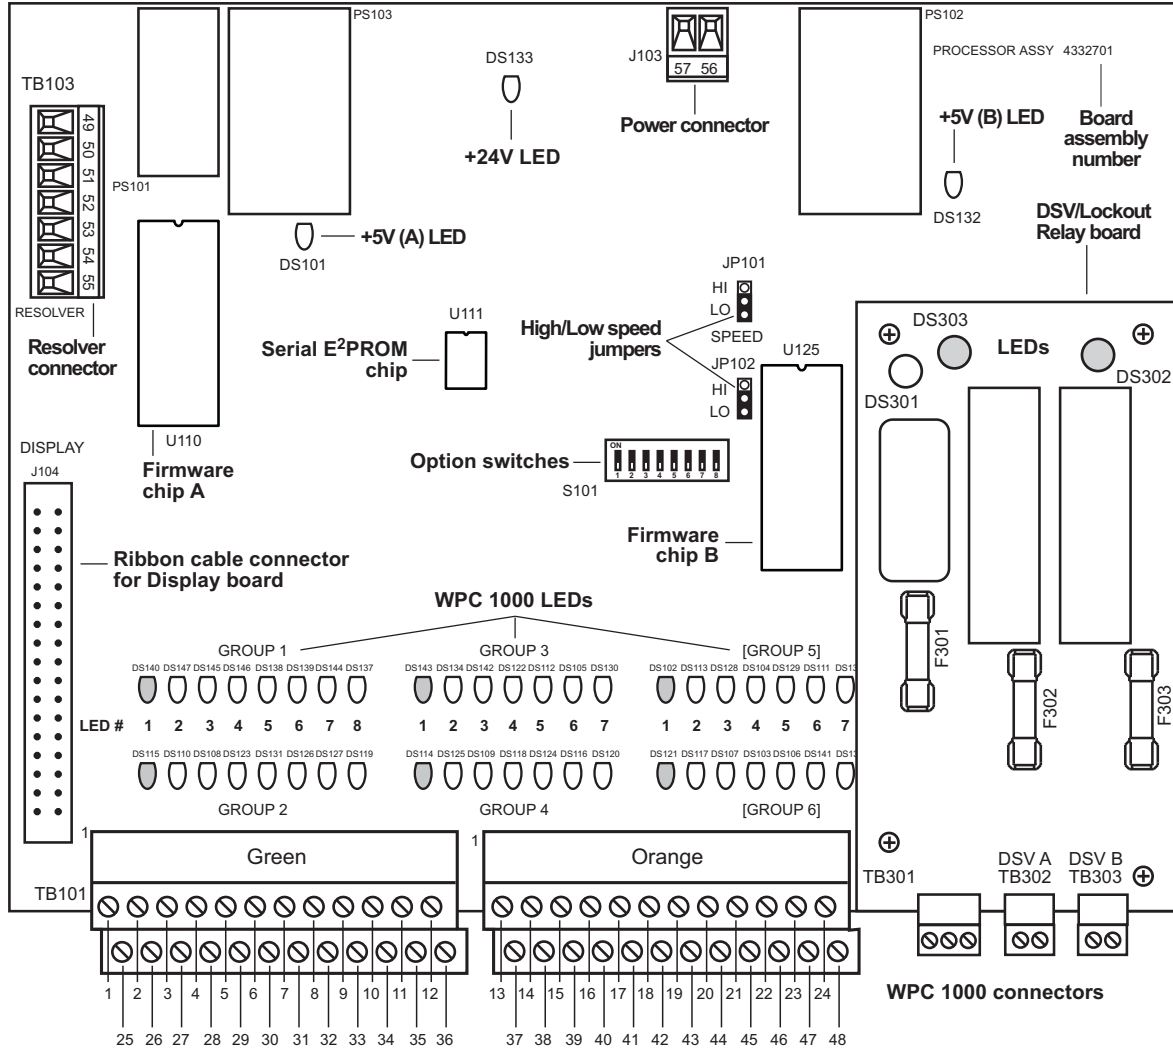 PS103
PS102
DS133
J103
57 56
PROCESSOR ASSY 4332701
TB103
Power connector
+5V (B) LED
Board
assembly
number
+24V LED
49
50
51
52
53
54
55
PS101
DS132
DSV/Lockout
Relay board
+5V (A) LED
DS101
JP101
HI
LO
SPEED
RESOLVER
Resolver
connector
U111
Serial E²PROM
chip
High/Low speed
jumpers
JP102
HI
LO
U125
DS303
LEDs
DS302
DS301
U110
Firmware
chip A
DISPLAY
J104
Option switches
ON
1 2 3 4 5 6 7 8
S101
Firmware
chip B
Ribbon cable connector
for Display board
WPC 1000 LEDs
F301
F302
F303
GROUP 1 GROUP 3 [GROUP 5]
DS140 DS147 DS145 DS146 DS138 DS139 DS144 DS137 DS143 DS134 DS142 DS122 DS112 DS105 DS130 DS102 DS113 DS128 DS104 DS129 DS111 DS13
LED # 1 2 3 4 5 6 7 8 1 2 3 4 5 6 7 1 2 3 4 5 6 7
DS115 DS110 DS108 DS123 DS131 DS126 DS127 DS119 DS114 DS125 DS109 DS118 DS124 DS116 DS120 DS121 DS117 DS107 DS103 DS106 DS141 DS13
GROUP 2 GROUP 4 [GROUP 6]
1 1
Green Orange
TB101
TB301
DSV A
TB302
DSV B
TB303
1 2 3 4 5 6 7 8 9 10 11 12 13 14 15 16 17 18 19 20 21 22 23 24
WPC 1000 connectors
25 26 27 28 29 30 31 32 33 34 35 36 37 38 39 40 41 42 43 44 45 46 47 48